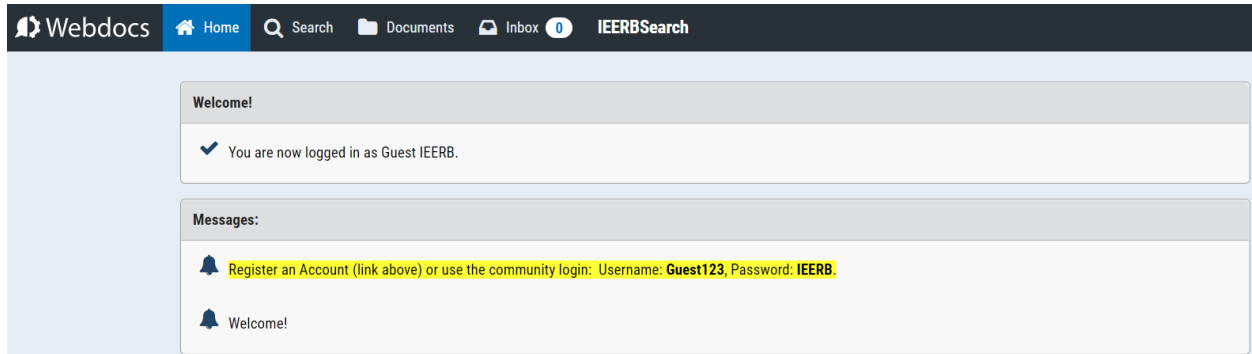 Webdocs Home Search Documents Inbox 0 IEERBSearch
Welcome!
You are now logged in as Guest IEERB.
Messages:
Register an Account (link above) or use the community login: Username: Guest123, Password: IEERB.
Welcome!